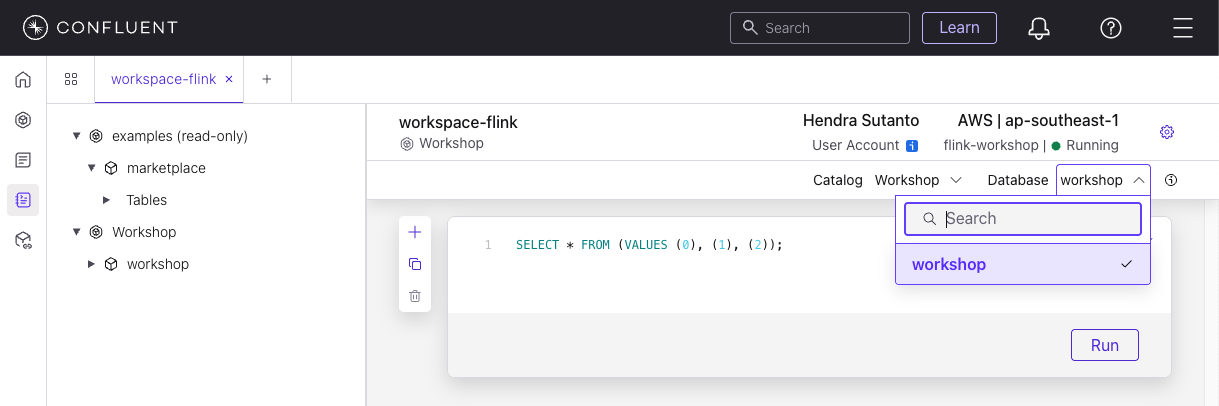 CONFLUENT
Search
Learn
workspace-flink ×
+
examples (read-only)
marketplace
Tables
Workshop
workshop
workspace-flink
Workshop
Hendra Sutanto
User Account i
AWS | ap-southeast-1
flink-workshop | Running
Catalog Workshop Database workshop
Search
workshop
1 SELECT * FROM (VALUES (0), (1), (2));
Run